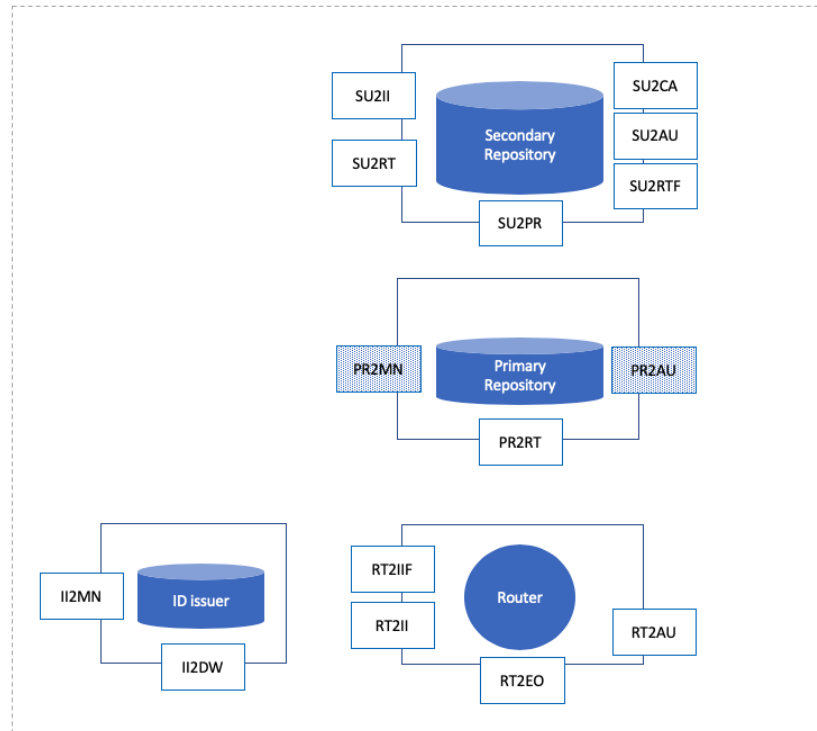 SU2II
SU2CA
Secondary
Repository
SU2AU
SU2RT
SU2RTF
SU2PR
PR2MN
Primary
Repository
PR2AU
PR2RT
II2MN
ID issuer
II2DW
RT2IIF
Router
RT2II
RT2AU
RT2EO